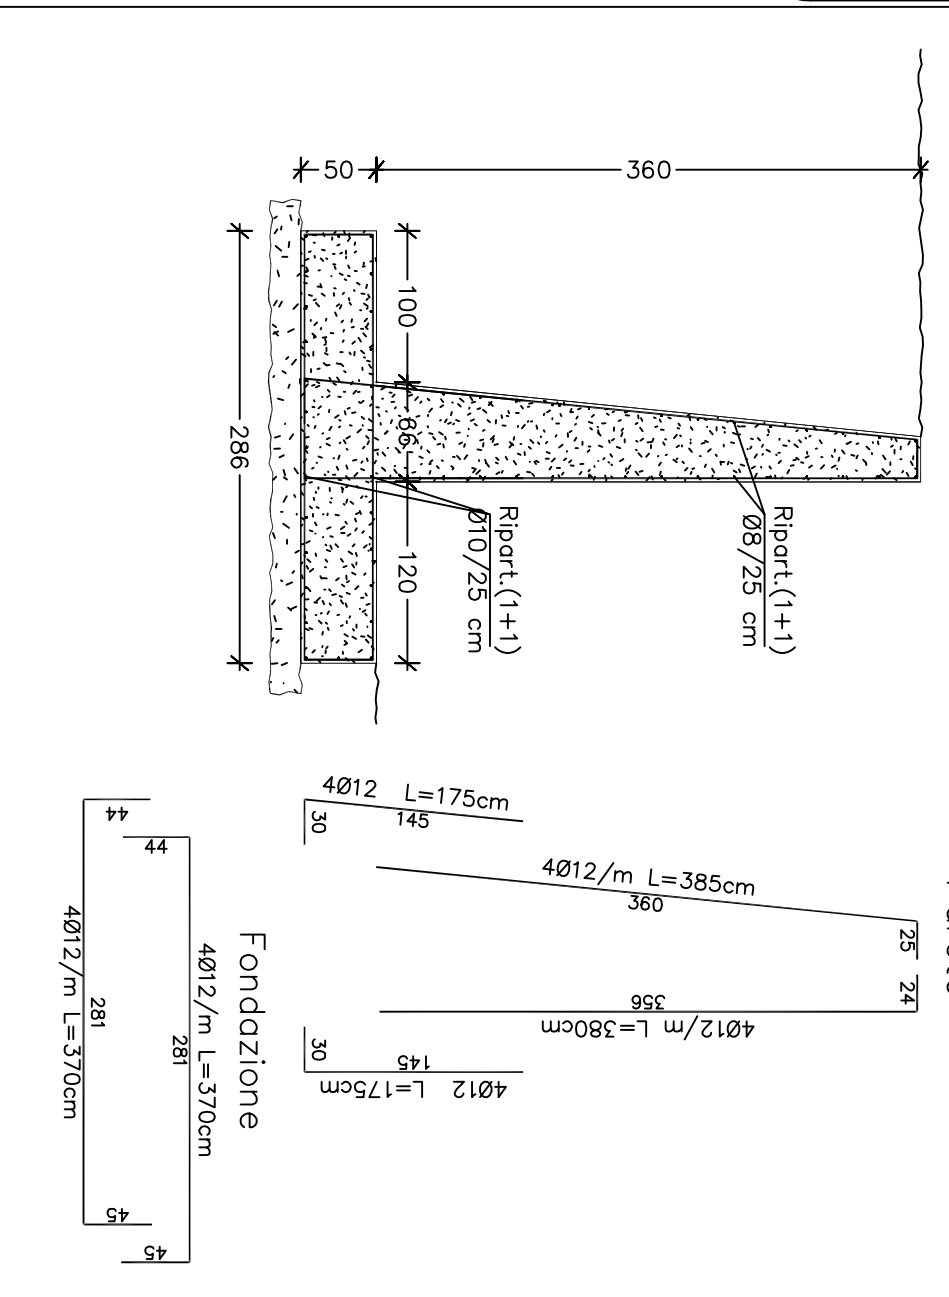 50
360
100
66
120
286
Ripart.(1+1)
Ø10/25 cm
Ripart.(1+1)
Ø8/25 cm
4Ø12 L=175cm
145
30
4Ø12/m L=385cm
360
25
24
356
4Ø12/m L=380cm
30
145
4Ø12 L=175cm
Fondazione
44
44
4Ø12/m L=370cm
281
4Ø12/m L=370cm
281
45
45